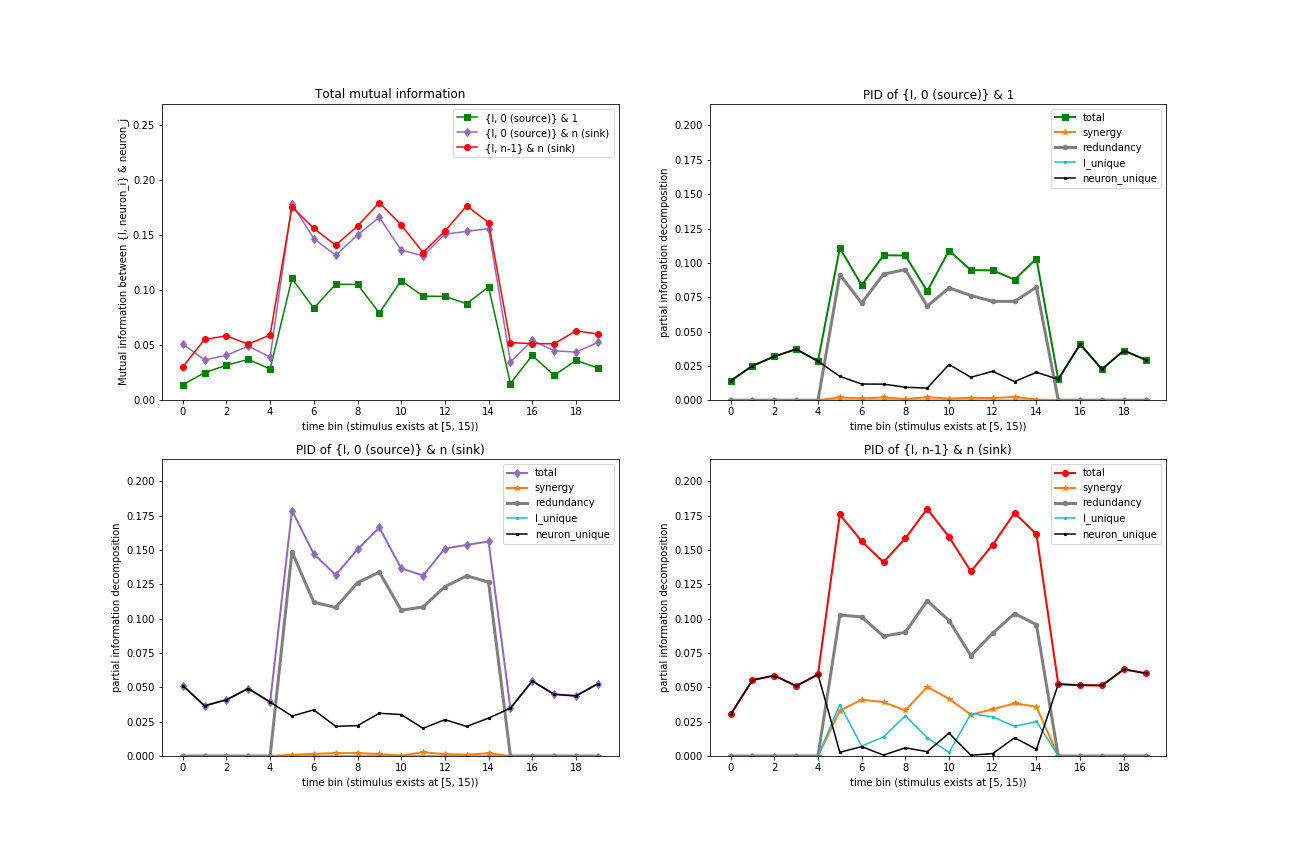 Total mutual information
Mutual information between {I, neuron_i} & neuron_j
0.25
0.20
0.15
0.10
0.05
0.00
{I, 0 (source)} & 1
{I, 0 (source)} & n (sink)
{I, n-1} & n (sink)
0 2 4 6 8 10 12 14 16 18
time bin (stimulus exists at [5, 15))
PID of {I, 0 (source)} & 1
partial information decomposition
0.200
0.175
0.150
0.125
0.100
0.075
0.050
0.025
0.000
total
synergy
redundancy
I_unique
neuron_unique
0 2 4 6 8 10 12 14 16 18
time bin (stimulus exists at [5, 15))
PID of {I, 0 (source)} & n (sink)
partial information decomposition
0.200
0.175
0.150
0.125
0.100
0.075
0.050
0.025
0.000
total
synergy
redundancy
I_unique
neuron_unique
0 2 4 6 8 10 12 14 16 18
time bin (stimulus exists at [5, 15))
PID of {I, n-1} & n (sink)
partial information decomposition
0.200
0.175
0.150
0.125
0.100
0.075
0.050
0.025
0.000
total
synergy
redundancy
I_unique
neuron_unique
0 2 4 6 8 10 12 14 16 18
time bin (stimulus exists at [5, 15))